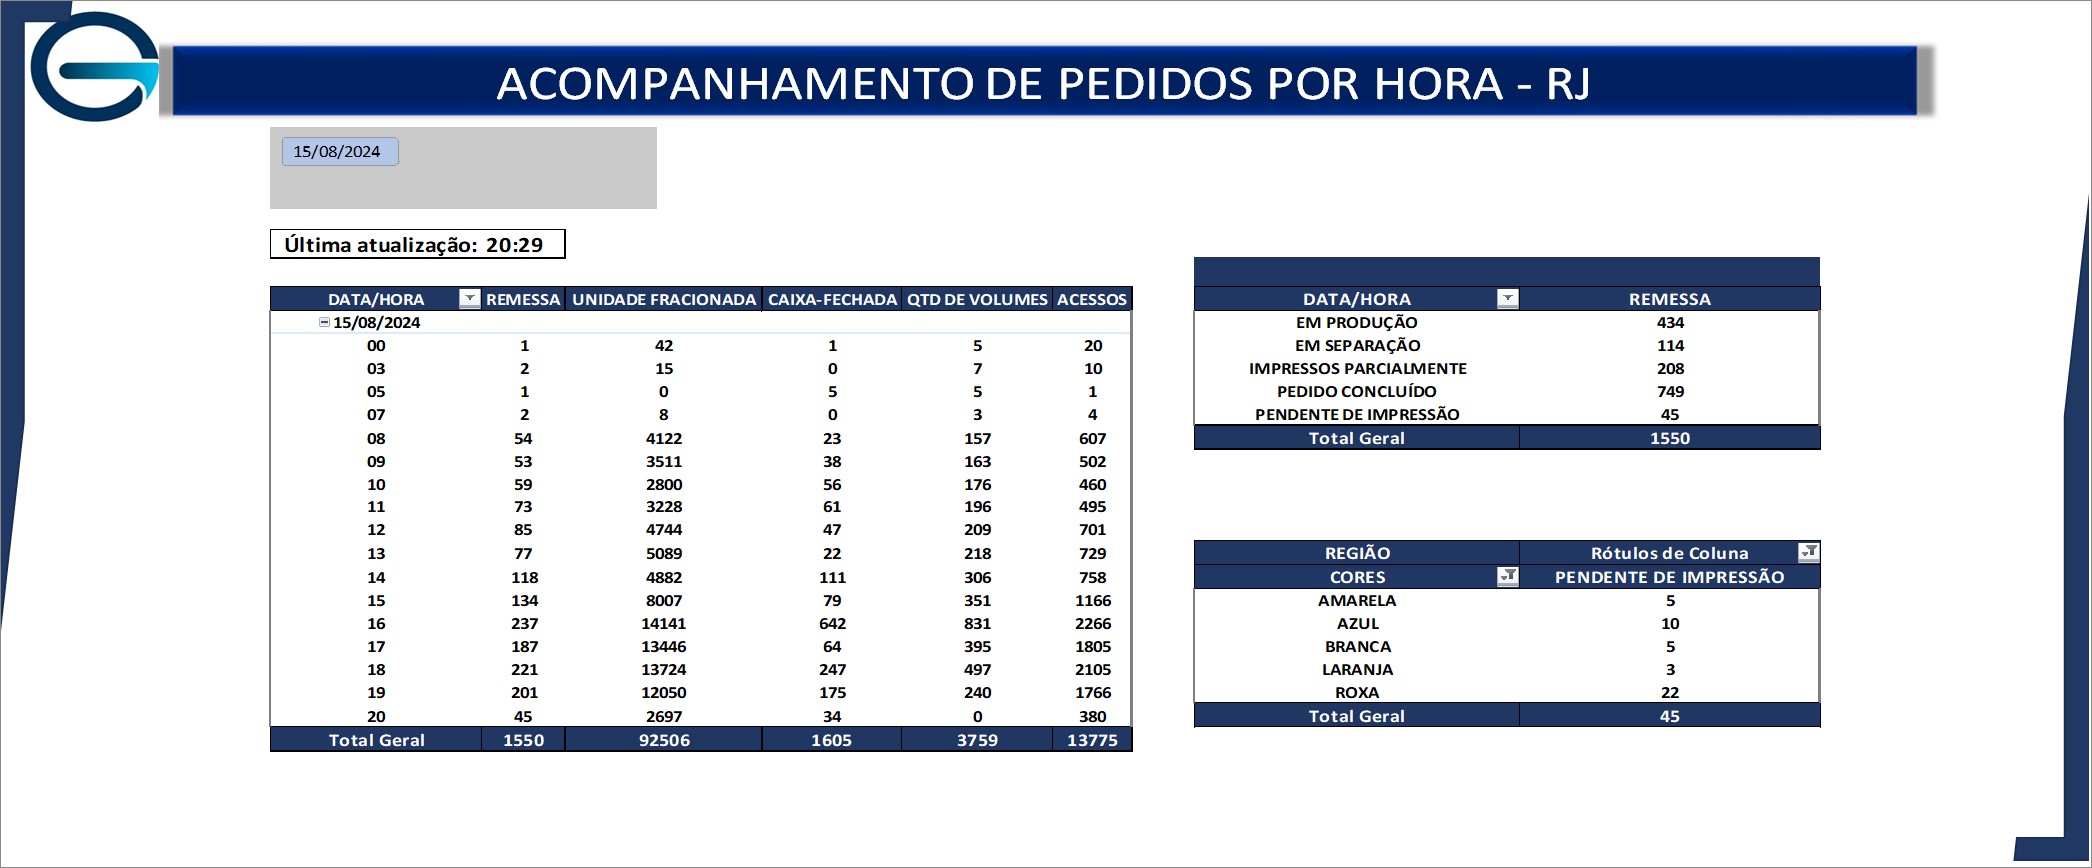 ACOMPANHAMENTO DE PEDIDOS POR HORA - RJ
15/08/2024
Última atualização: 20:29
DATA/HORA REMESSA UNIDADE FRACIONADA CAIXA-FECHADA QTD DE VOLUMES ACESSOS
15/08/2024
00 1 42 1 5 20
03 2 15 0 7 10
05 1 0 5 5 1
07 2 8 0 3 4
08 54 4122 23 157 607
09 53 3511 38 163 502
10 59 2800 56 176 460
11 73 3228 61 196 495
12 85 4744 47 209 701
13 77 5089 22 218 729
14 118 4882 111 306 758
15 134 8007 79 351 1166
16 237 14141 642 831 2266
17 187 13446 64 395 1805
18 221 13724 247 497 2105
19 201 12050 175 240 1766
20 45 2697 34 0 380
Total Geral 1550 92506 1605 3759 13775
DATA/HORA REMESSA
EM PRODUÇÃO 434
EM SEPARAÇÃO 114
IMPRESSOS PARCIALMENTE 208
PEDIDO CONCLUÍDO 749
PENDENTE DE IMPRESSÃO 45
Total Geral 1550
REGIÃO Rótulos de Coluna
CORES PENDENTE DE IMPRESSÃO
AMARELA 5
AZUL 10
BRANCA 5
LARANJA 3
ROXA 22
Total Geral 45